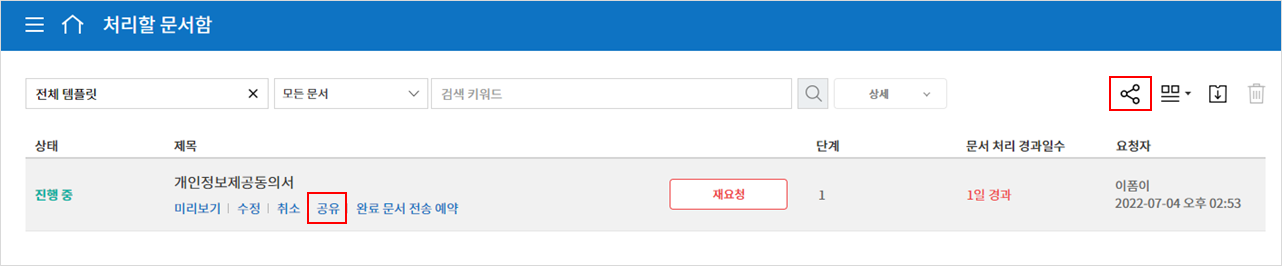 처리할 문서함
전체 템플릿 모든 문서 검색 키워드 상세
상태 제목 단계 문서 처리 경과일수 요청자
개인정보제공동의서
진행 중 재요청 1 1일 경과 이폼이
미리보기 | 수정 | 취소 | 공유 | 완료 문서 전송 예약 2022-07-04 오후 02:53